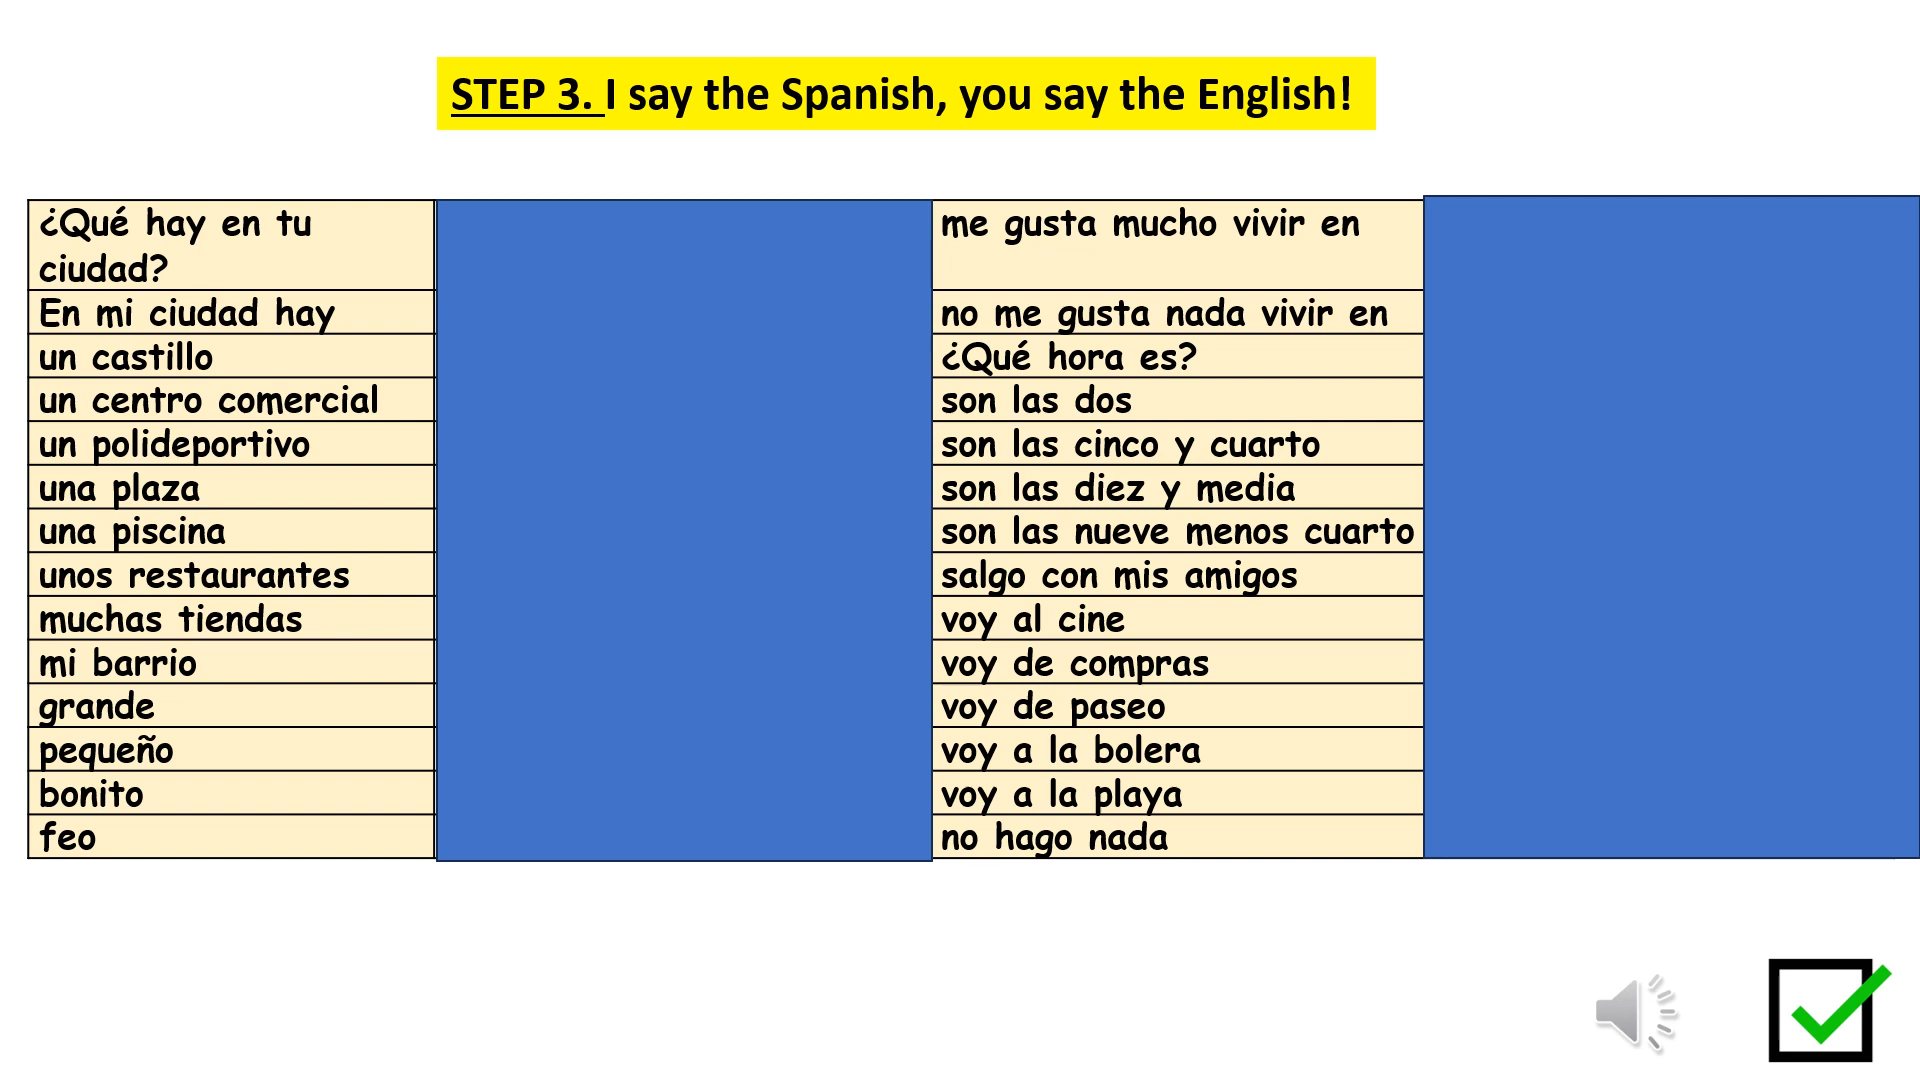 STEP 3. I say the Spanish, you say the English!
¿Qué hay en tu
ciudad?
En mi ciudad hay
un castillo
un centro comercial
un polideportivo
una plaza
una piscina
unos restaurantes
muchas tiendas
mi barrio
grande
pequeño
bonito
feo
me gusta mucho vivir en
no me gusta nada vivir en
¿Qué hora es?
son las dos
son las cinco y cuarto
son las diez y media
son las nueve menos cuarto
salgo con mis amigos
voy al cine
voy de compras
voy de paseo
voy a la bolera
voy a la playa
no hago nada